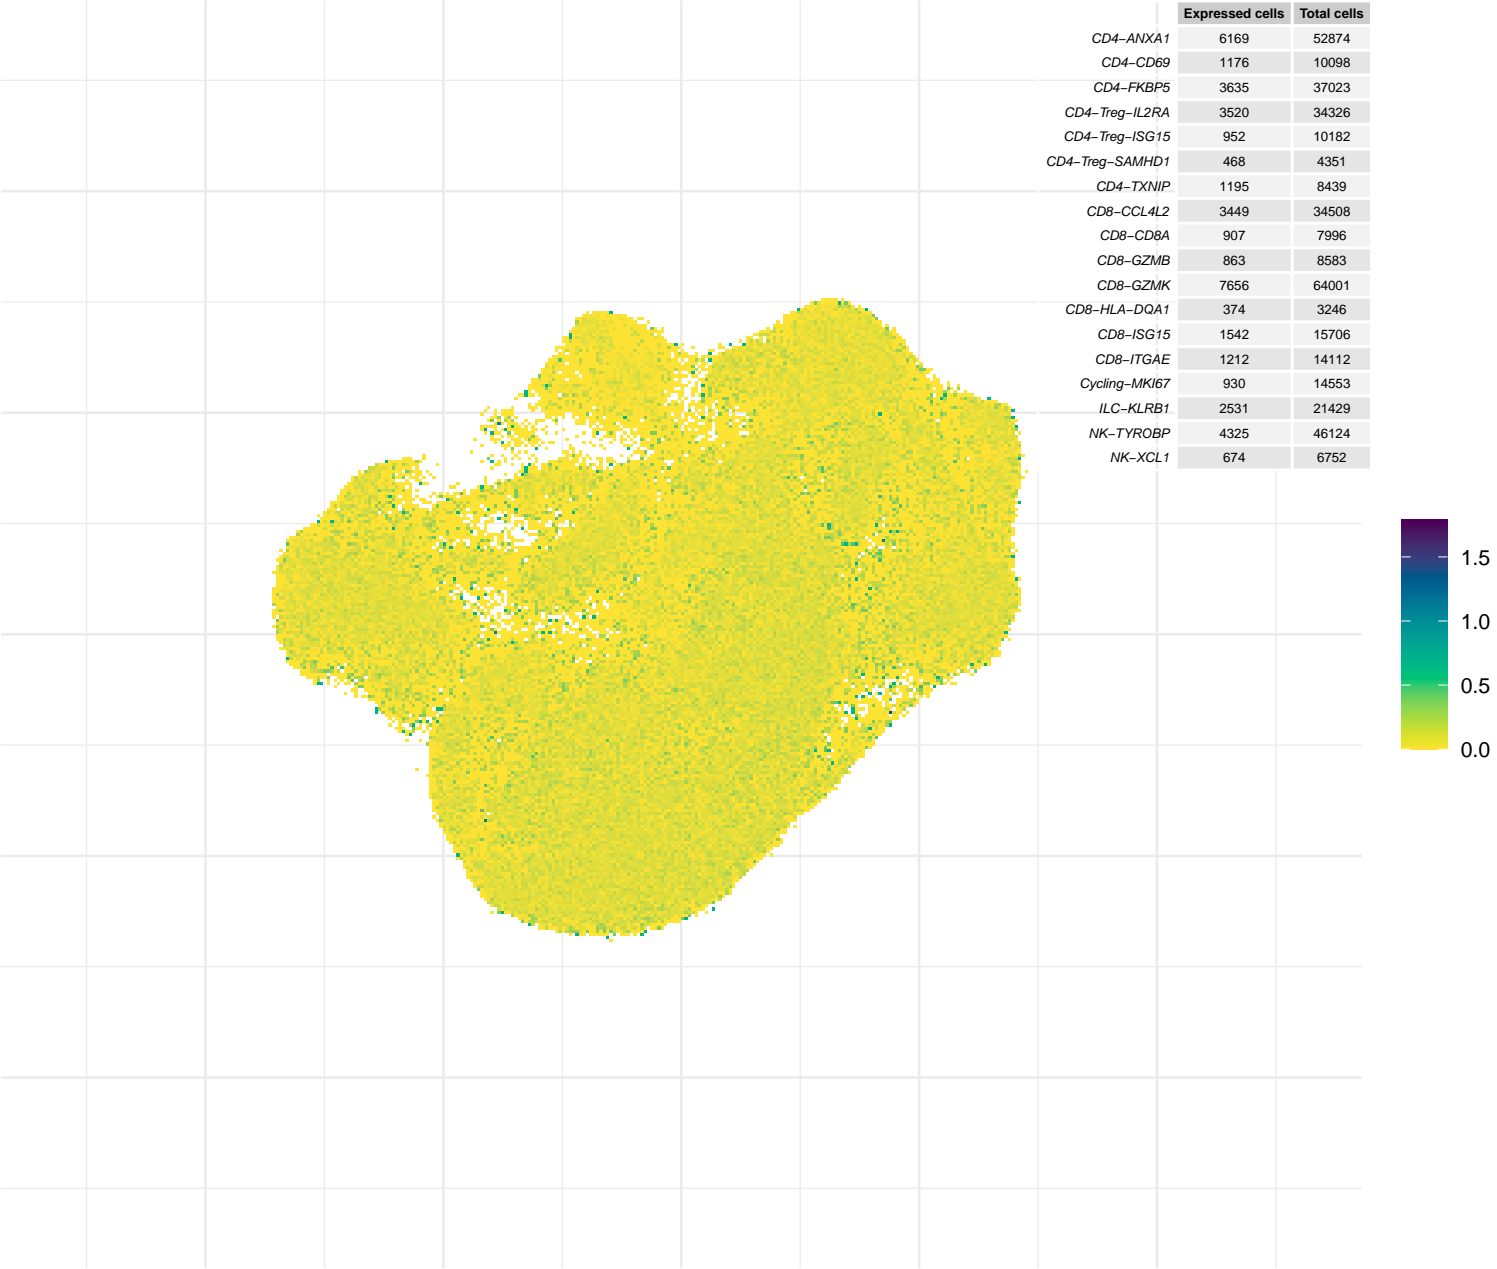 Expressed cells Total cells
CD4−ANXA1 6169 52874
CD4−CD69 1176 10098
CD4−FKBP5 3635 37023
CD4−Treg−IL2RA 3520 34326
CD4−Treg−ISG15 952 10182
CD4−Treg−SAMHD1 468 4351
CD4−TXNIP 1195 8439
CD8−CCL4L2 3449 34508
CD8−CD8A 907 7996
CD8−GZMB 863 8583
CD8−GZMK 7656 64001
CD8−HLA−DQA1 374 3246
CD8−ISG15 1542 15706
CD8−ITGAE 1212 14112
Cycling−MKI67 930 14553
ILC−KLRB1 2531 21429
NK−TYROBP 4325 46124
NK−XCL1 674 6752
1.5
1.0
0.5
0.0